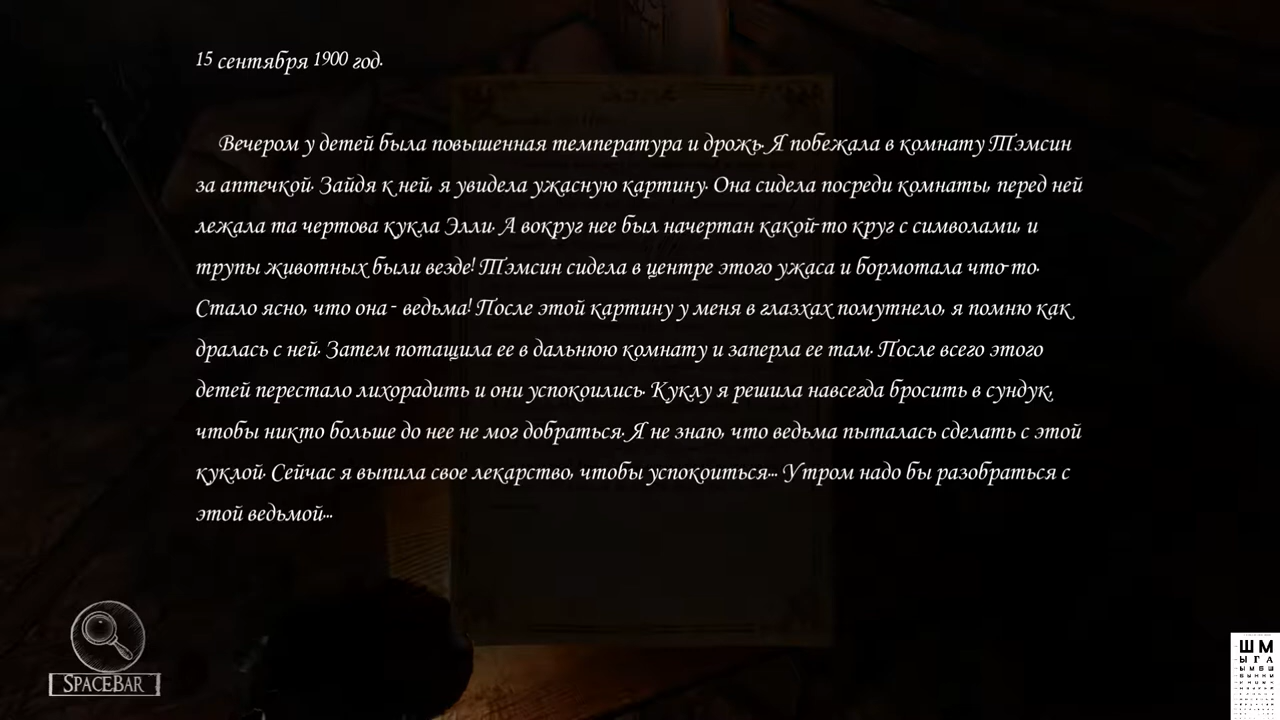 15 сентября 1900 год.
Вечером у детей была повышенная температура и дрожь. Я побежала в комнату Тэмсин
за аптечкой. Зайдя к ней, я увидела ужасную картину. Она сидела посреди комнаты, перед ней
лежала та чертова кукла Элли. А вокруг нее был начертан какой-то круг с символами, и
трупы животных были везде! Тэмсин сидела в центре этого ужаса и бормотала что-то.
Стало ясно, что она - ведьма! После этой картину у меня в глазхах помутнело, я помню как
дралась с ней. Затем потащила ее в дальнюю комнату и заперла ее там. После всего этого
детей перестало лихорадить и они успокоились. Куклу я решила навсегда бросить в сундук,
чтобы никто больше до нее не мог добраться. Я не знаю, что ведьма пыталась сделать с этой
куклой. Сейчас я выпила свое лекарство, чтобы успокоиться... Утром надо бы разобраться с
этой ведьмой...
SPACEBAR
Ш М
Ы Г А
Ы М Б Ш
Б Ы Н К И